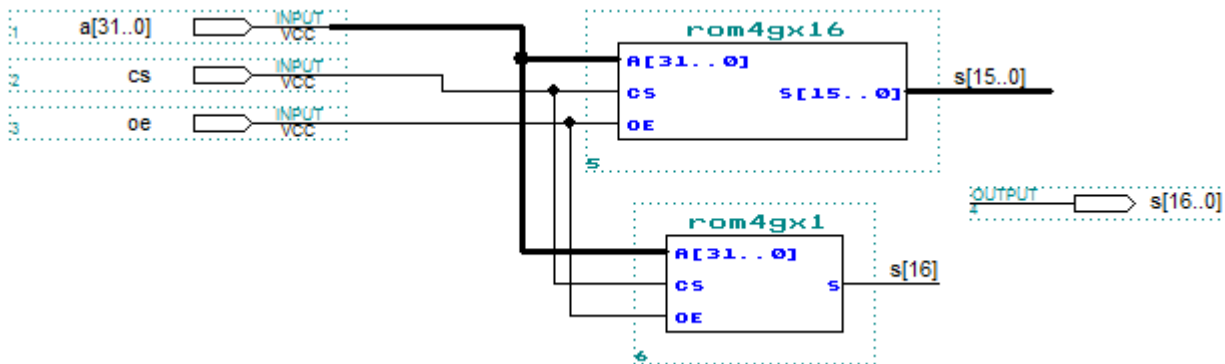 1 a[31..0] INPUT VCC
2 cs INPUT VCC
3 oe INPUT VCC
rom4gx16
A[31..0]
CS S[15..0]
OE
5
s[15..0]
OUTPUT
4
s[16..0]
rom4gx1
A[31..0]
CS S
OE
6
s[16]